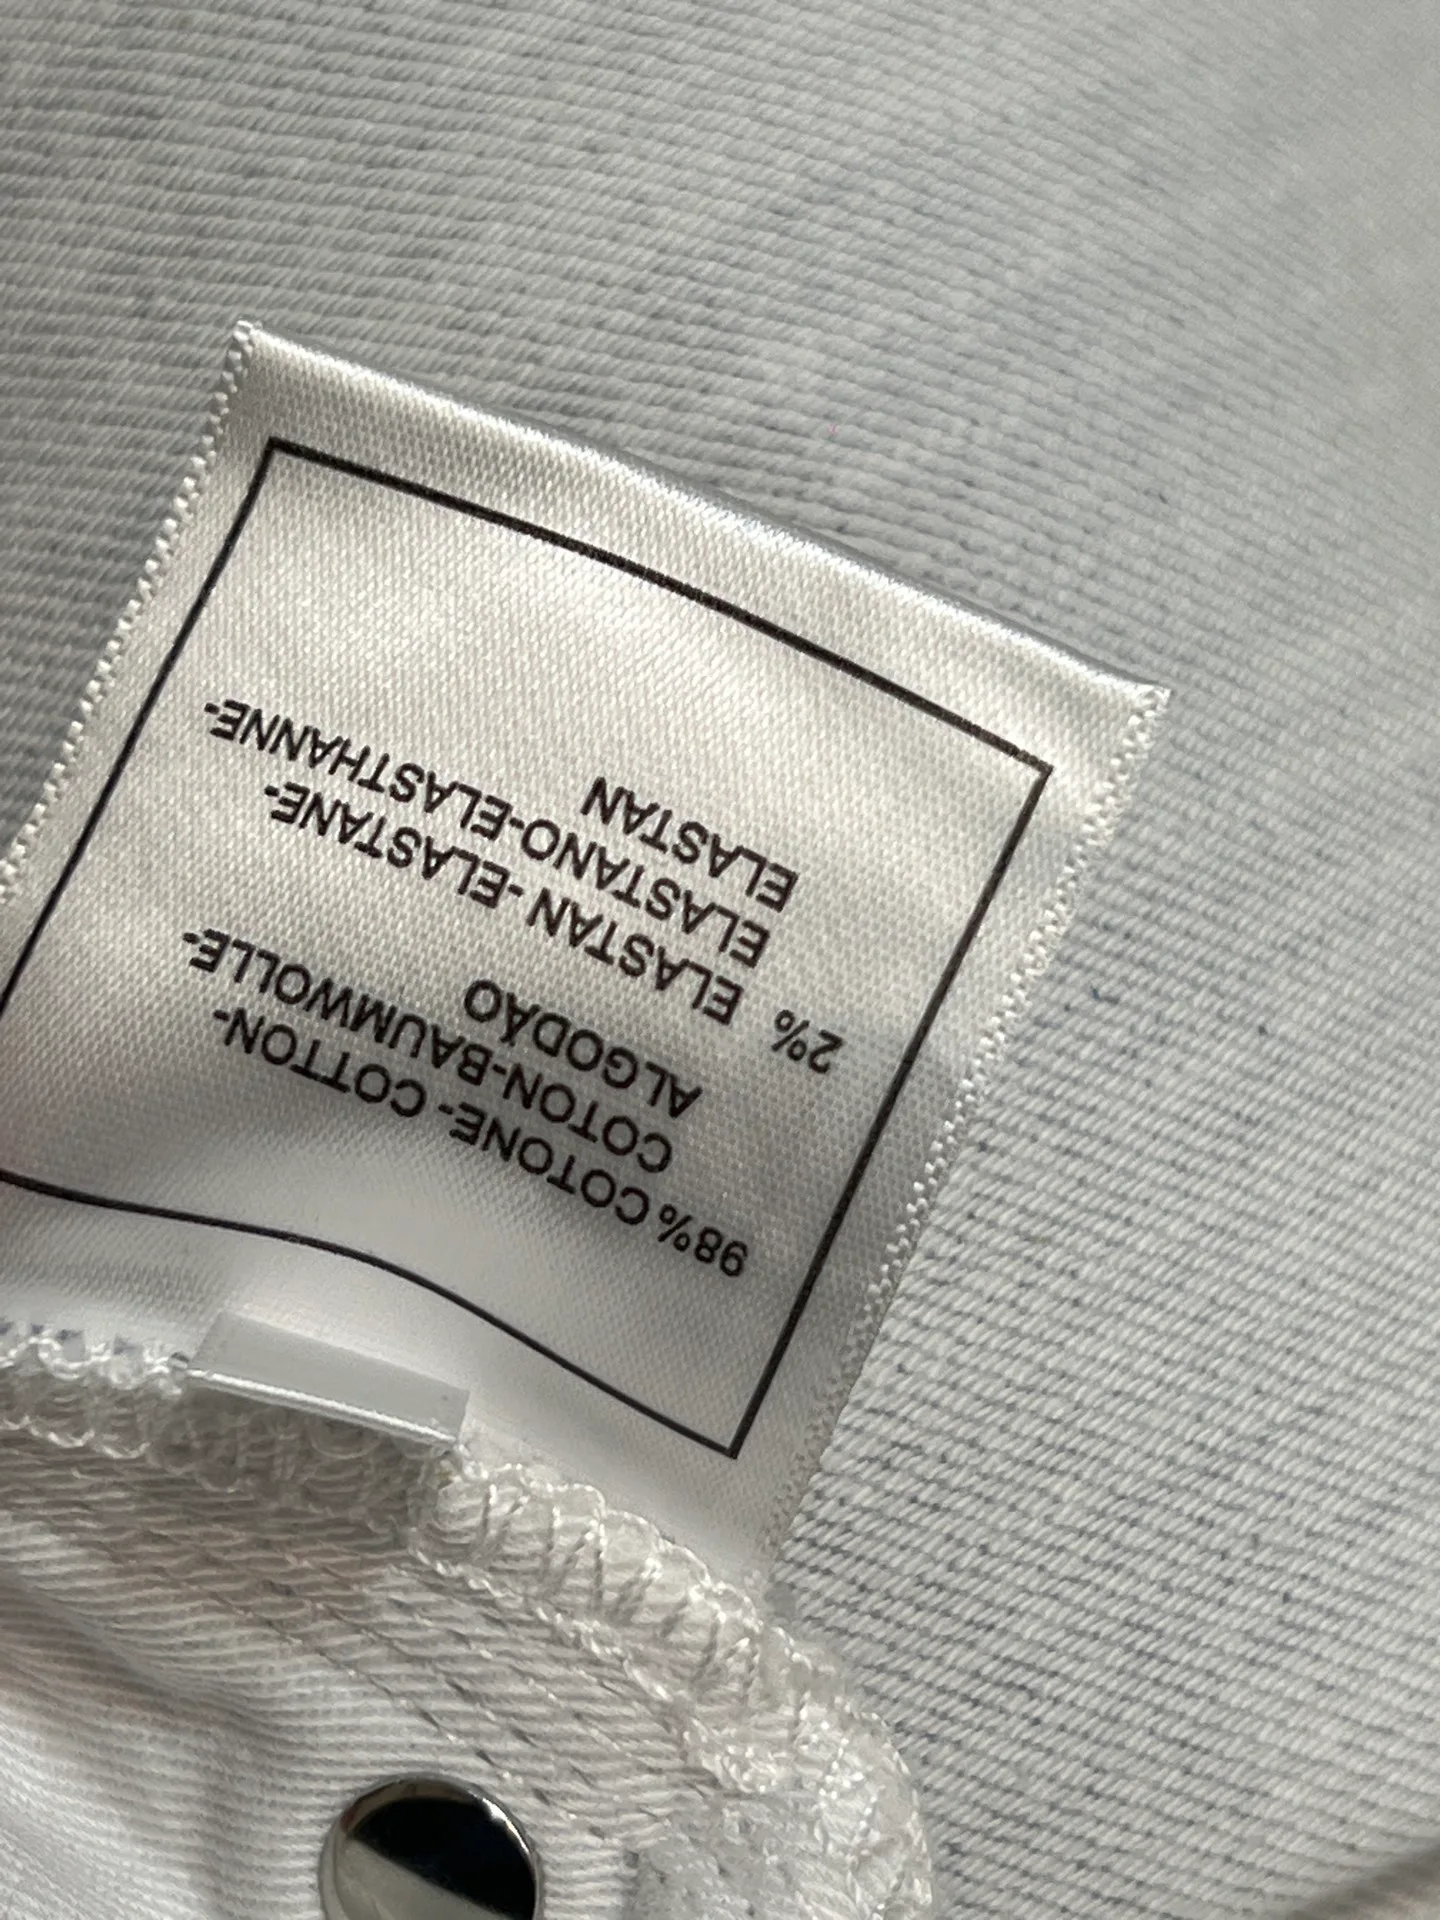 98% COTONE- COTTON-
COTON-BAUMWOLLE-
ALGODÃO
2% ELASTAN -ELASTANE-
ELASTANO-ELASTHANNE-
ELASTAN